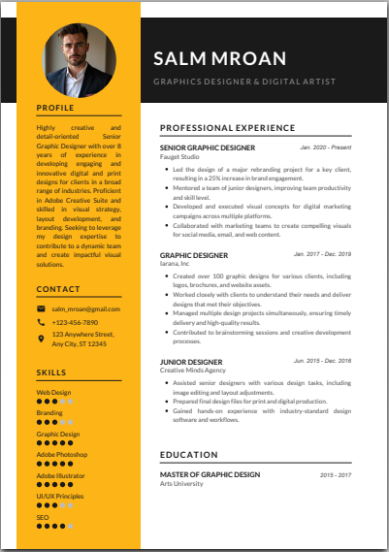 SALM MROAN
GRAPHICS DESIGNER & DIGITAL ARTIST
PROFILE
Highly creative and
detail-oriented Senior
Graphic Designer with over 8
years of experience in
developing engaging and
innovative digital and print
designs for clients in a broad
range of industries. Proficient
in Adobe Creative Suite and
skilled in visual strategy,
layout development, and
branding. Seeking to leverage
my design expertise to
contribute to a dynamic team
and create impactful visual
solutions.
CONTACT
salm_mroan@gmail.com
+123-456-7890
123 Anywhere Street,
Any City, ST 12345
SKILLS
Web Design
Branding
Graphic Design
Adobe Photoshop
Adobe Illustrator
UI/UX Principles
SEO
PROFESSIONAL EXPERIENCE
SENIOR GRAPHIC DESIGNER Jan. 2020 - Present
Fauget Studio
• Led the design of a major rebranding project for a key client,
resulting in a 25% increase in brand engagement.
• Mentored a team of junior designers, improving team productivity
and skill level.
• Developed and executed visual concepts for digital marketing
campaigns across multiple platforms.
• Collaborated with marketing teams to create compelling visuals
for social media, email, and web content.
GRAPHIC DESIGNER Jan. 2017 - Dec. 2019
Iarana, Inc
• Created over 100 graphic designs for various clients, including
logos, brochures, and website assets.
• Worked closely with clients to understand their needs and deliver
designs that met their objectives.
• Managed multiple design projects simultaneously, ensuring timely
delivery and high-quality results.
• Contributed to brainstorming sessions and creative development
processes.
JUNIOR DESIGNER Jun. 2015 - Dec. 2016
Creative Minds Agency
• Assisted senior designers with various design tasks, including
image editing and layout adjustments.
• Prepared final design files for print and digital production.
• Gained hands-on experience with industry-standard design
software and workflows.
EDUCATION
MASTER OF GRAPHIC DESIGN 2015 - 2017
Arts University